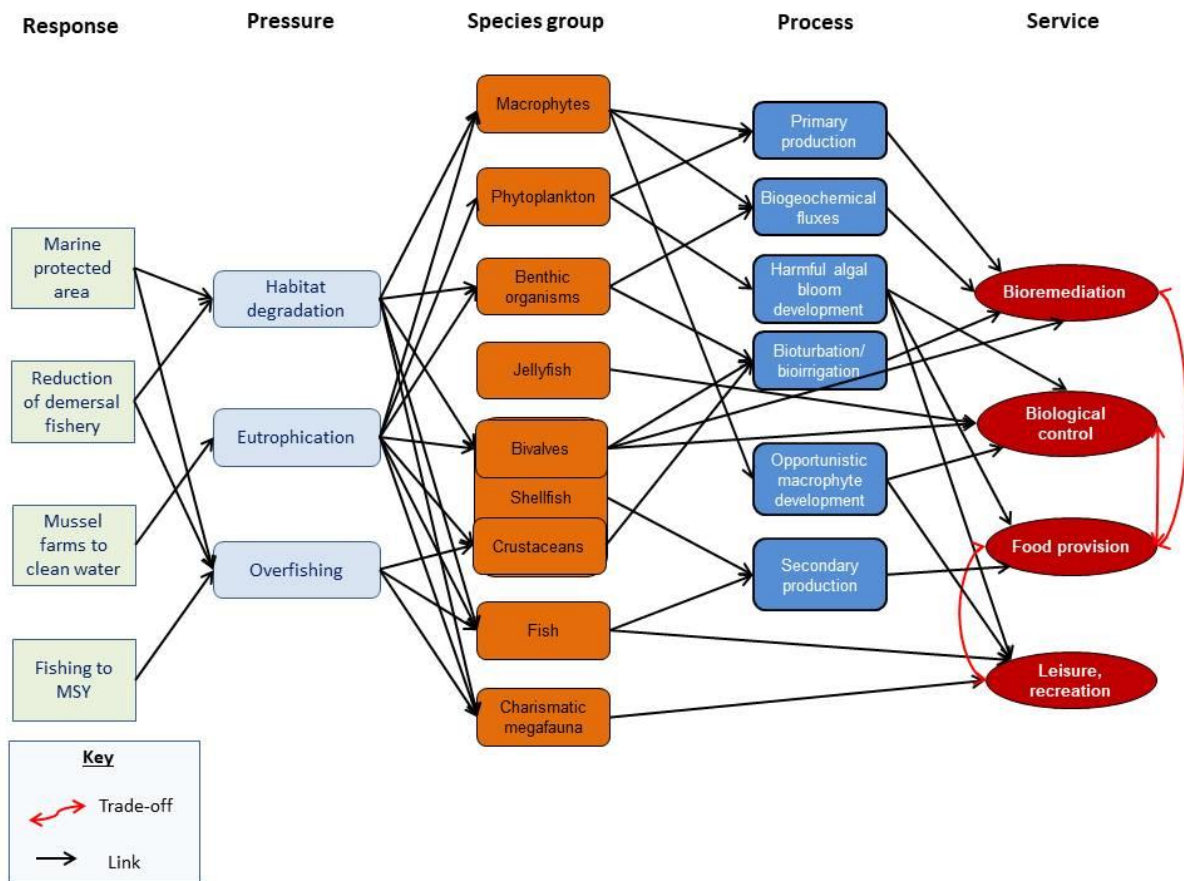 Response
Pressure
Species group
Process
Service
Marine
protected
area
Reduction
of demersal
fishery
Mussel
farms to
clean water
Fishing to
MSY
Habitat
degradation
Eutrophication
Overfishing
Macrophytes
Phytoplankton
Benthic
organisms
Jellyfish
Bivalves
Shellfish
Crustaceans
Fish
Charismatic
megafauna
Primary
production
Biogeochemical
fluxes
Harmful algal
bloom
development
Bioturbation/
bioirrigation
Opportunistic
macrophyte
development
Secondary
production
Bioremediation
Biological
control
Food provision
Leisure,
recreation
Key
Trade-off
Link